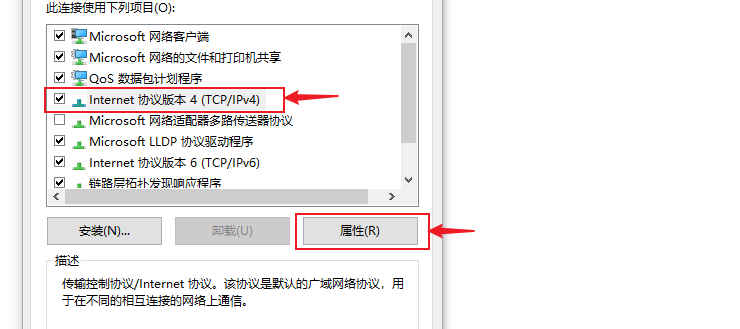 此连接使用下列项目(O):
Microsoft 网络客户端
Microsoft 网络的文件和打印机共享
QoS 数据包计划程序
Internet 协议版本 4 (TCP/IPv4)
Microsoft 网络适配器多路传送器协议
Microsoft LLDP 协议驱动程序
Internet 协议版本 6 (TCP/IPv6)
链路层拓扑发现响应程序
安装(N)... 卸载(U) 属性(R)
描述
传输控制协议/Internet 协议。该协议是默认的广域网络协议，用
于在不同的相互连接的网络上通信。